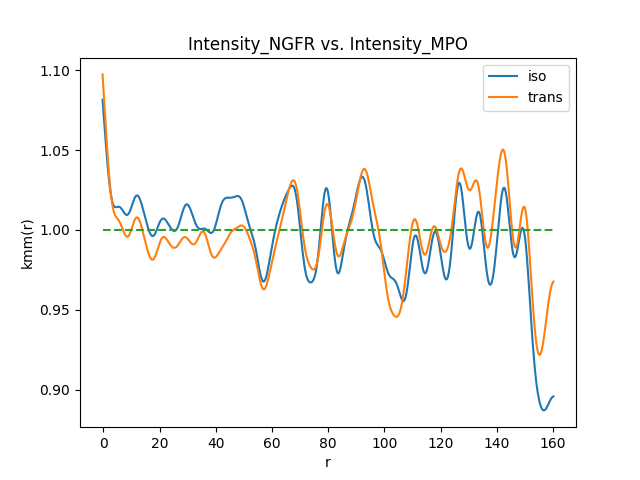 Intensity_NGFR vs. Intensity_MPO
iso
trans
1.10
1.05
1.00
0.95
0.90
kmm(r)
0 20 40 60 80 100 120 140 160
r